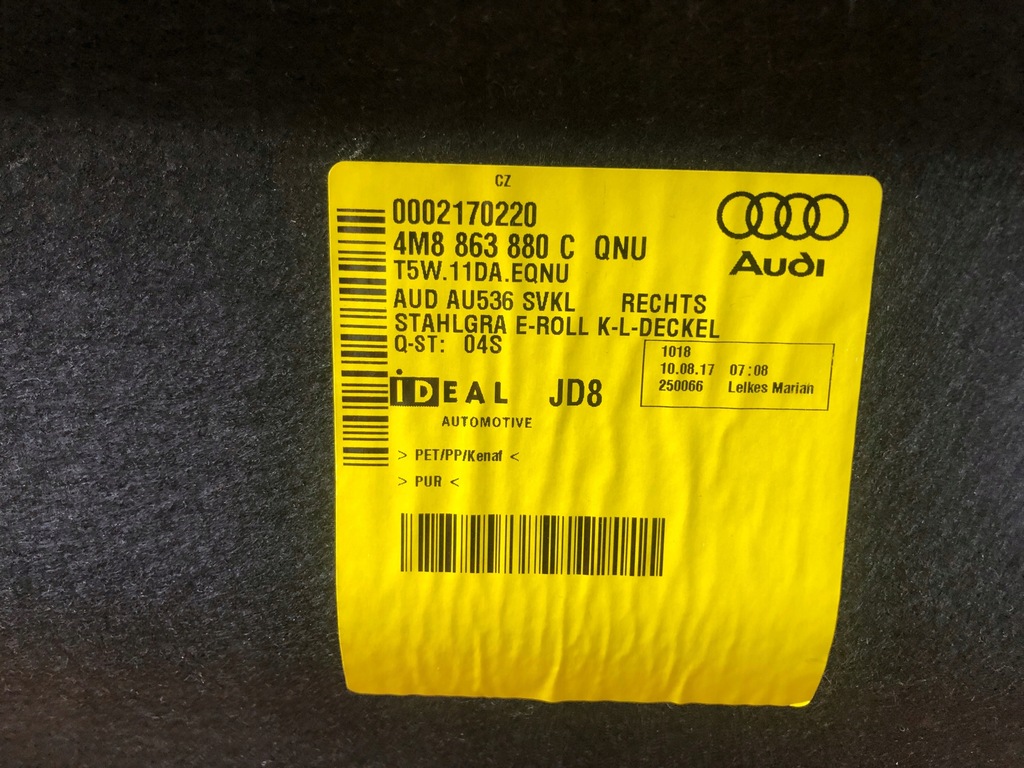 CZ
0002170220
4M8 863 880 C QNU
T5W.11DA.EQNU
Audi
AUD AU536 SVKL RECHTS
STAHLGRA E-ROLL K-L-DECKEL
Q-ST: 04S
1018
10.08.17 07:08
250066 Lelkes Marian
iDEAL JD8
AUTOMOTIVE
> PET/PP/Kenaf <
> PUR <